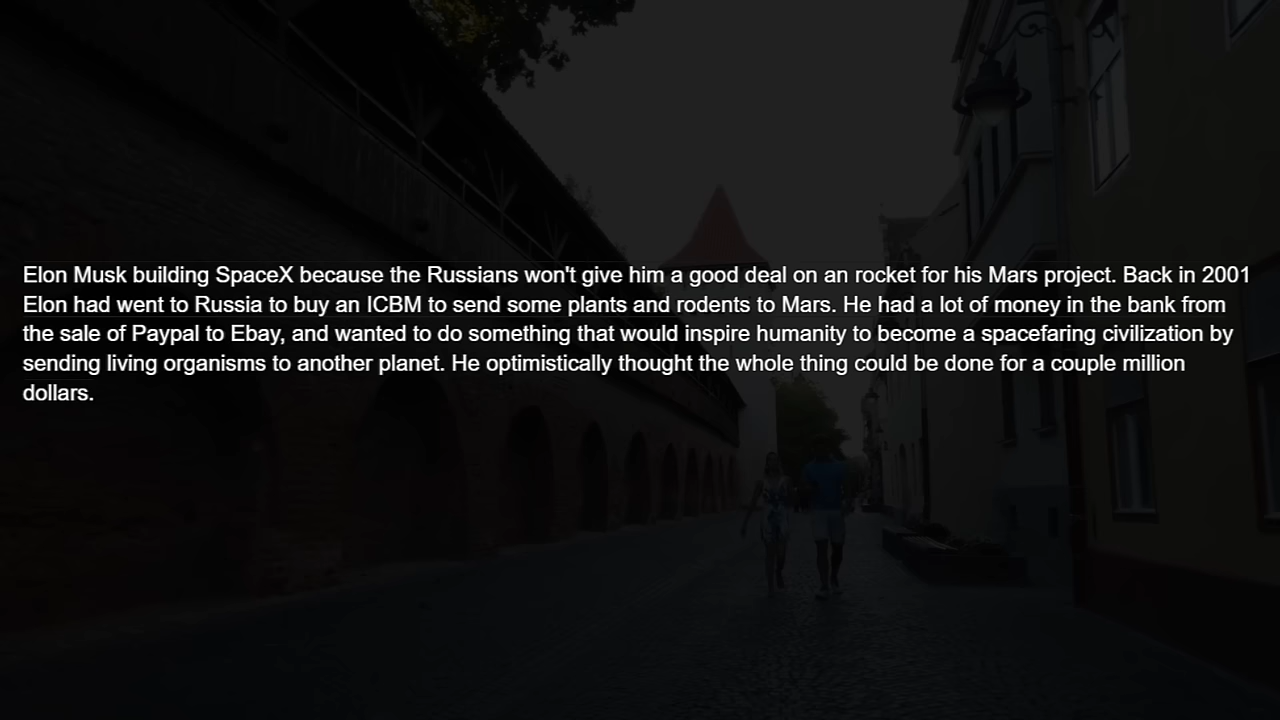 Elon Musk building SpaceX because the Russians won't give him a good deal on an rocket for his Mars project. Back in 2001
Elon had went to Russia to buy an ICBM to send some plants and rodents to Mars. He had a lot of money in the bank from
the sale of Paypal to Ebay, and wanted to do something that would inspire humanity to become a spacefaring civilization by
sending living organisms to another planet. He optimistically thought the whole thing could be done for a couple million
dollars.